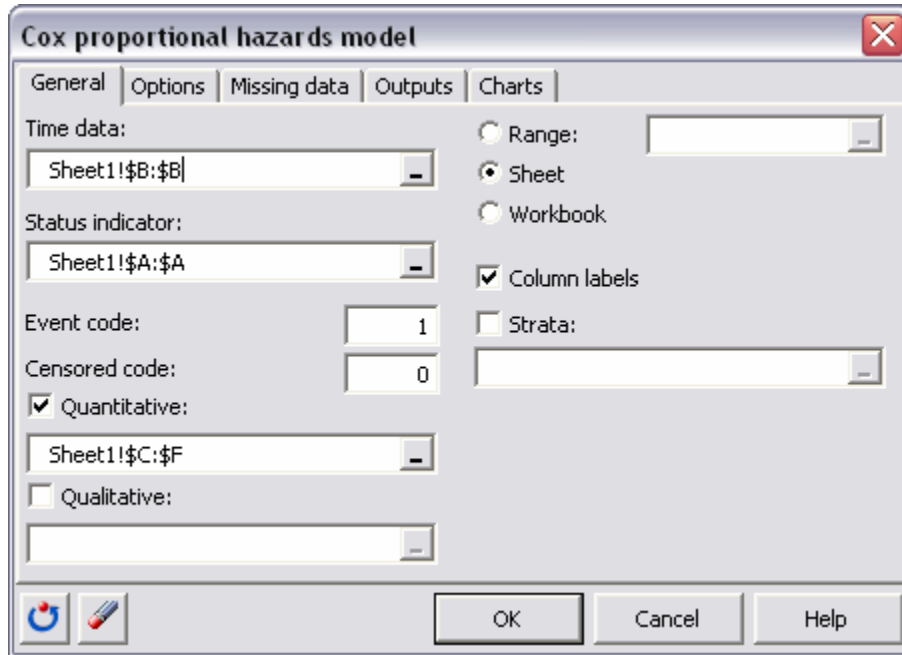 Cox proportional hazards model
General Options Missing data Outputs Charts
Time data:
Sheet1!$B:$B
Status indicator:
Sheet1!$A:$A
Event code: 1
Censored code: 0
Quantitative:
Sheet1!$C:$F
Qualitative:
Range:
Sheet
Workbook
Column labels
Strata:
OK Cancel Help